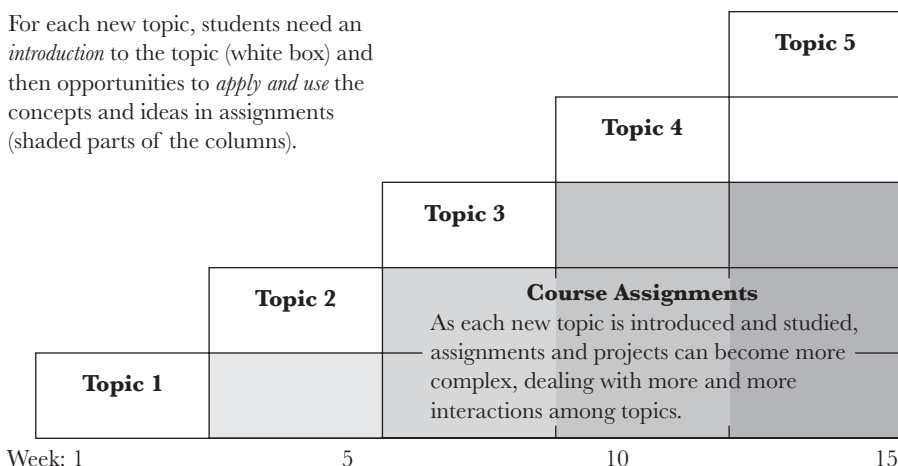 For each new topic, students need an
introduction to the topic (white box) and
then opportunities to apply and use the
concepts and ideas in assignments
(shaded parts of the columns).
Topic 5
Topic 4
Topic 3
Topic 2
Topic 1
Course Assignments
As each new topic is introduced and studied,
assignments and projects can become more
complex, dealing with more and more
interactions among topics.
Week: 1 5 10 15